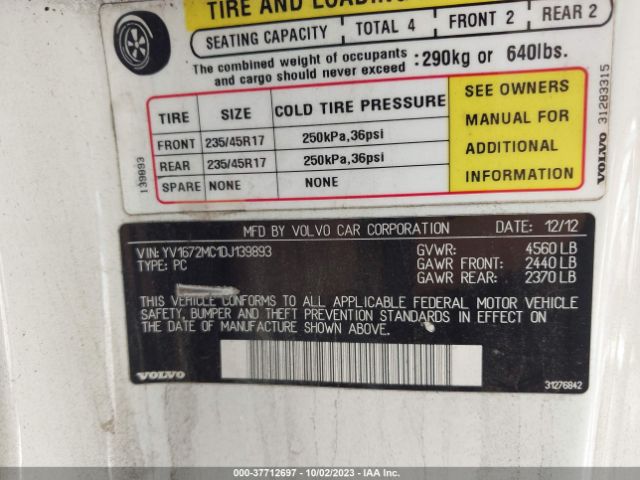 TIRE AND LOADING
SEATING CAPACITY TOTAL 4 FRONT 2 REAR 2
The combined weight of occupants
and cargo should never exceed :290kg or 640lbs.
TIRE SIZE COLD TIRE PRESSURE
FRONT 235/45R17 250kPa,36psi
REAR 235/45R17 250kPa,36psi
SPARE NONE NONE
SEE OWNERS
MANUAL FOR
ADDITIONAL
INFORMATION
139893
VOLVO 31283315
MFD BY VOLVO CAR CORPORATION DATE: 12/12
VIN: YV1672MC1DJ139893 GVWR: 4560 LB
TYPE: PC GAWR FRONT: 2440 LB
GAWR REAR: 2370 LB
THIS VEHICLE CONFORMS TO ALL APPLICABLE FEDERAL MOTOR VEHICLE
SAFETY, BUMPER AND THEFT PREVENTION STANDARDS IN EFFECT ON
THE DATE OF MANUFACTURE SHOWN ABOVE.
VOLVO 31276842
000-37712697 - 10/02/2023 - IAA Inc.